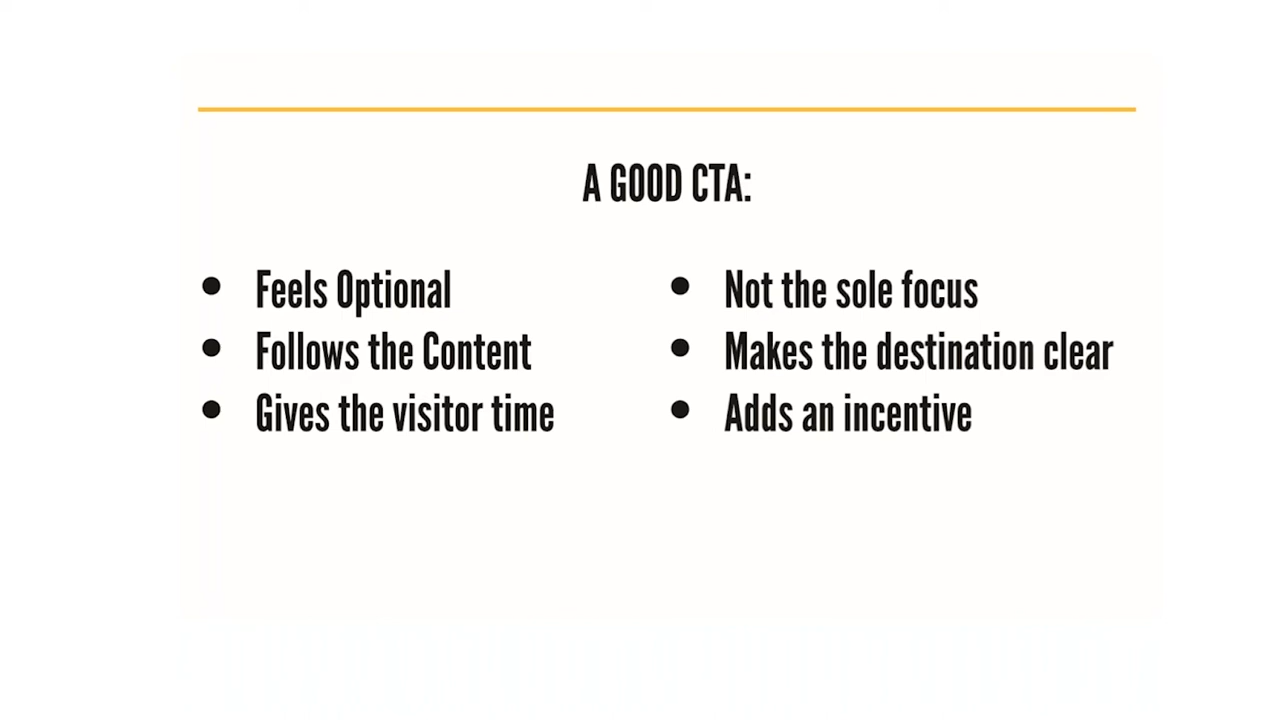 A GOOD CTA:
• Feels Optional
• Follows the Content
• Gives the visitor time
• Not the sole focus
• Makes the destination clear
• Adds an incentive